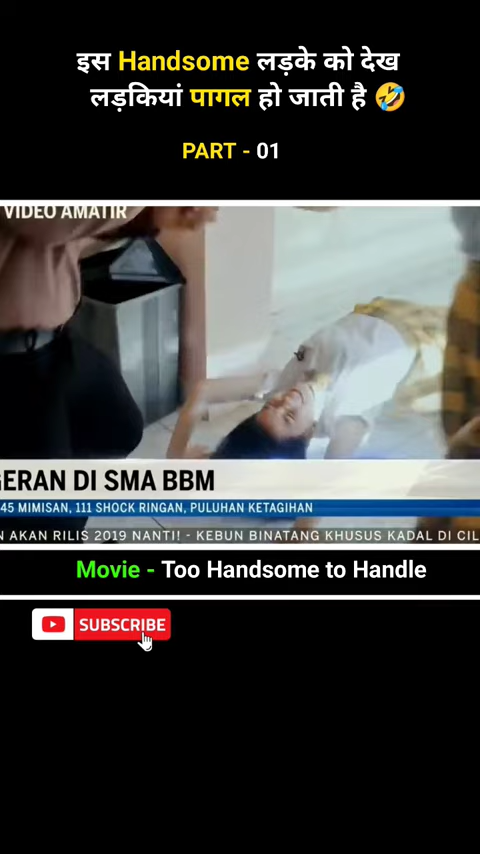 इस Handsome लड़के को देख
लड़कियां पागल हो जाती है 🤣
PART - 01
VIDEO AMATIR
GERAN DI SMA BBM
45 MIMISAN, 111 SHOCK RINGAN, PULUHAN KETAGIHAN
N AKAN RILIS 2019 NANTI! - KEBUN BINATANG KHUSUS KADAL DI CIL
Movie - Too Handsome to Handle
SUBSCRIBE